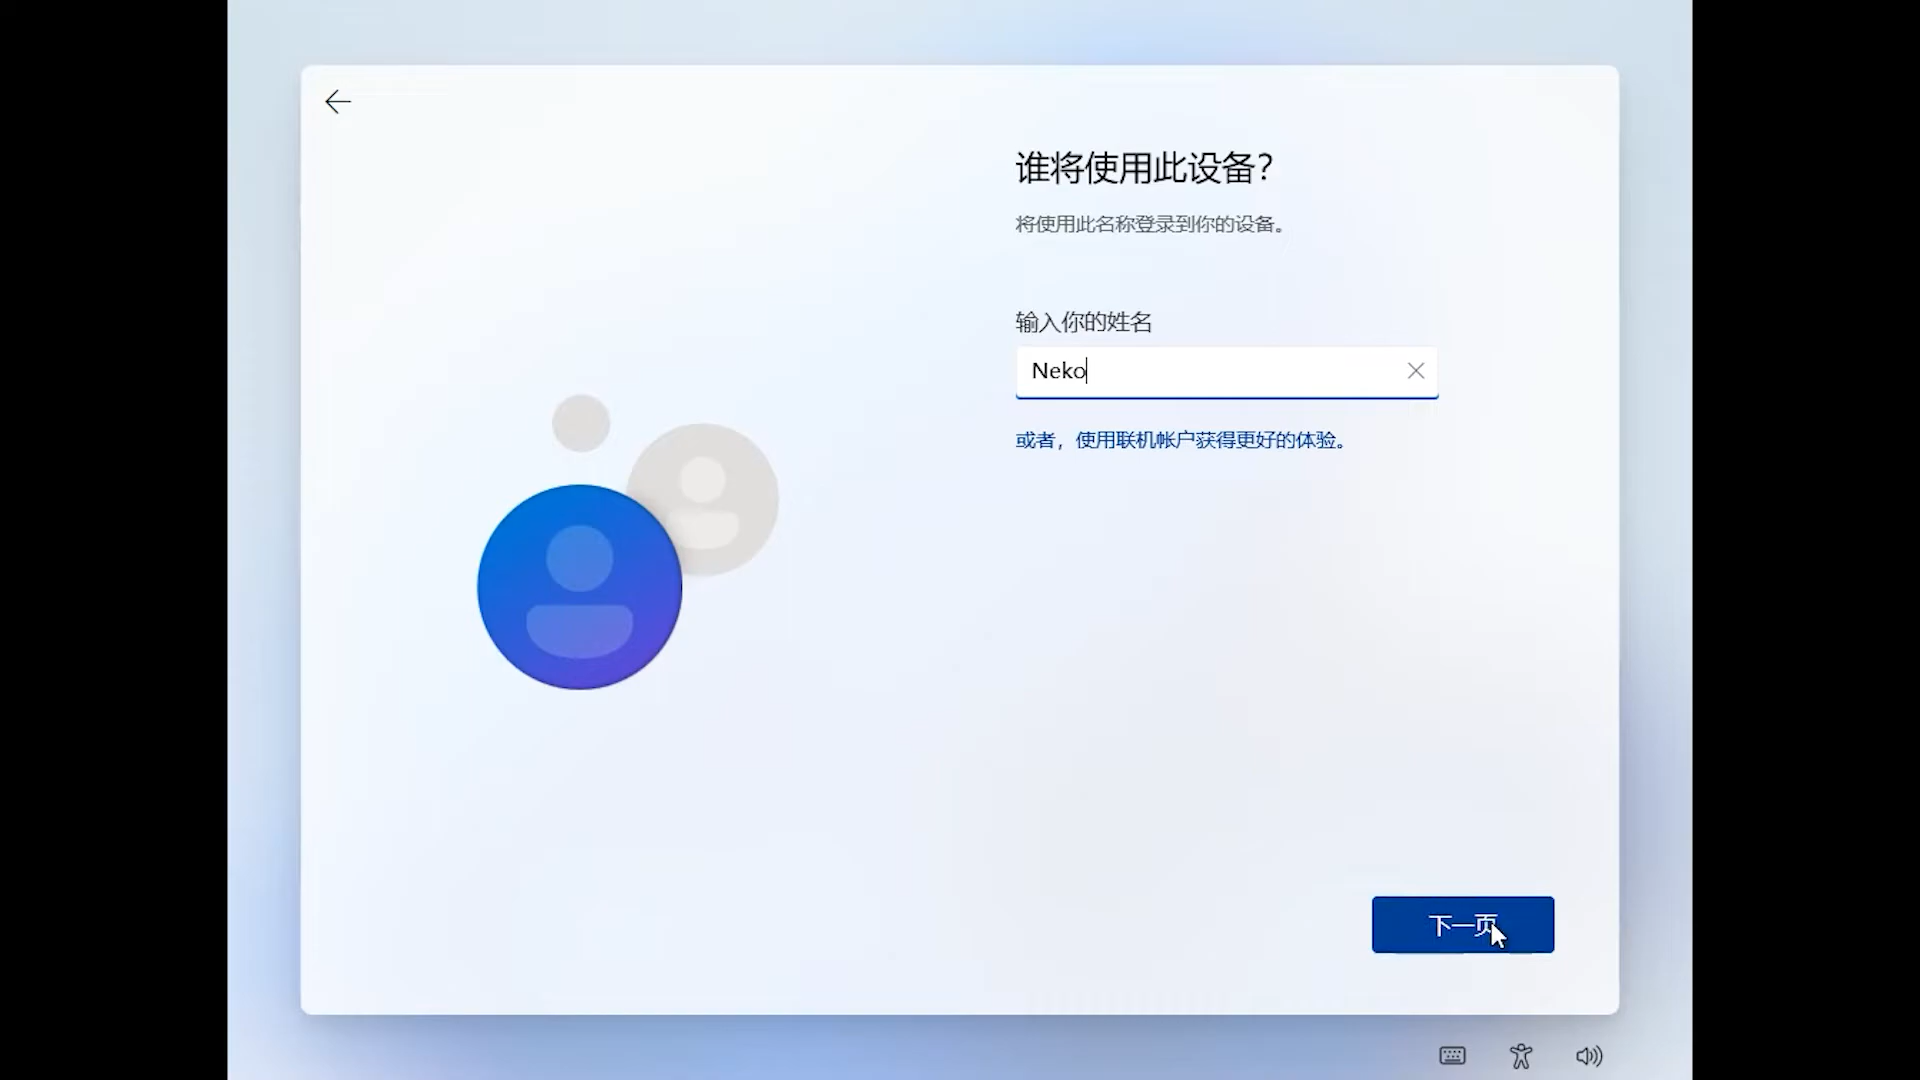 谁将使用此设备?
将使用此名称登录到你的设备。
输入你的姓名
Neko
或者，使用联机帐户获得更好的体验。
下一页